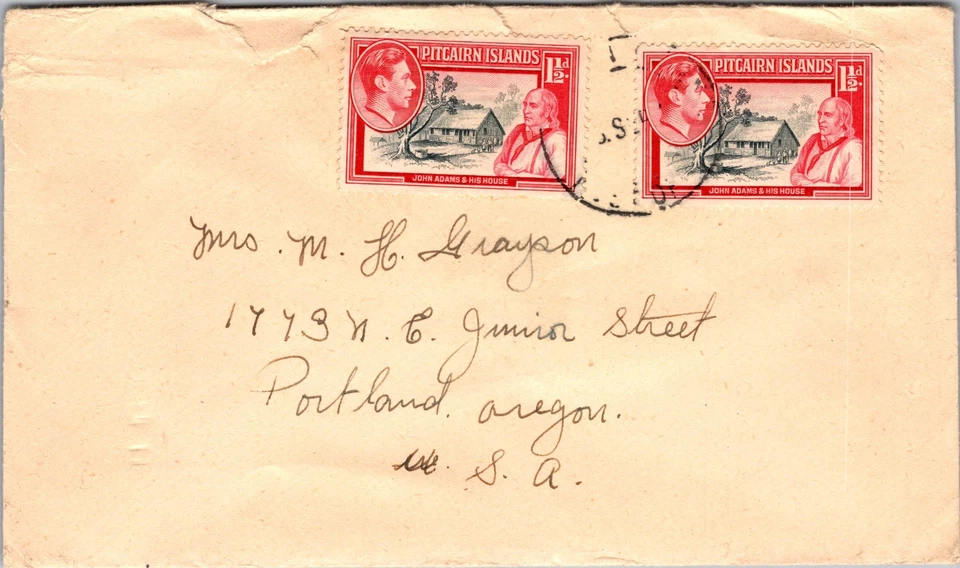 PITCAIRN ISLANDS 1½d.
JOHN ADAMS & HIS HOUSE
PITCAIRN ISLANDS 1½d.
JOHN ADAMS & HIS HOUSE
Mrs. M. H. Grayson
1773 N. E. Junior Street
Portland. Oregon.
U. S. A.